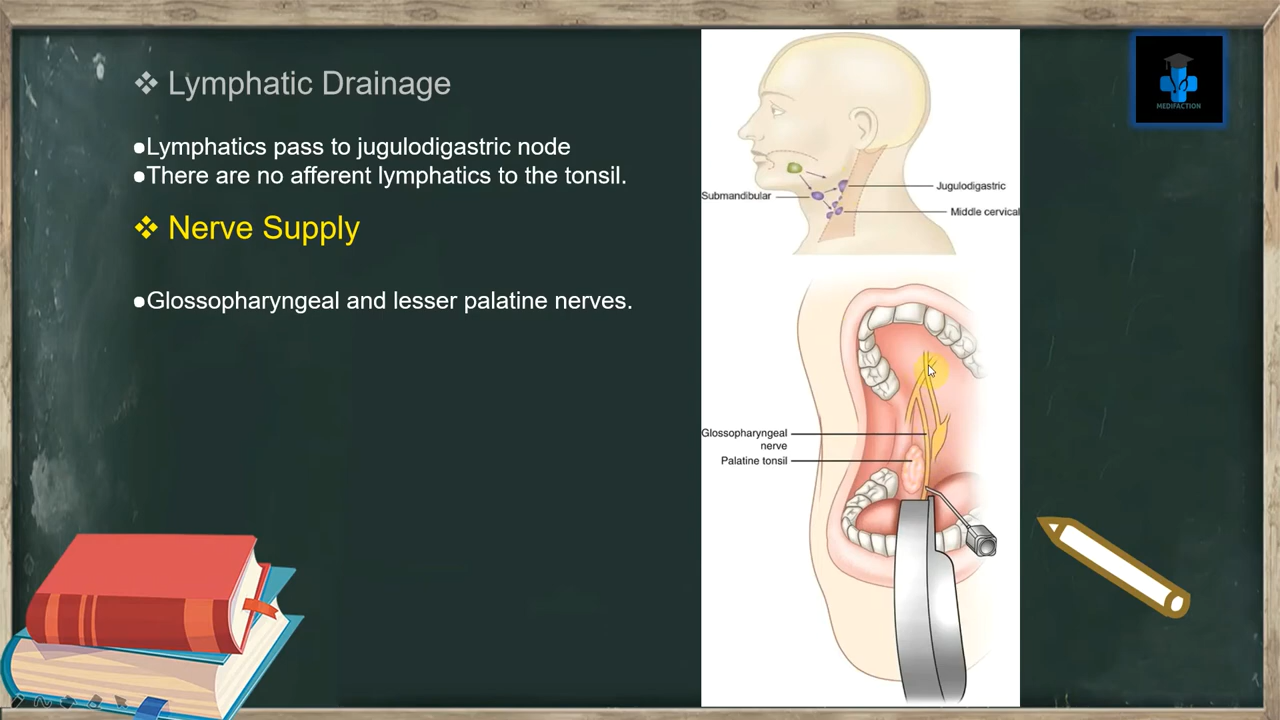 ❖ Lymphatic Drainage
●Lymphatics pass to jugulodigastric node
●There are no afferent lymphatics to the tonsil.
❖ Nerve Supply
●Glossopharyngeal and lesser palatine nerves.
Submandibular
Jugulodigastric
Middle cervical
Glossopharyngeal
nerve
Palatine tonsil
MEDIFACTION